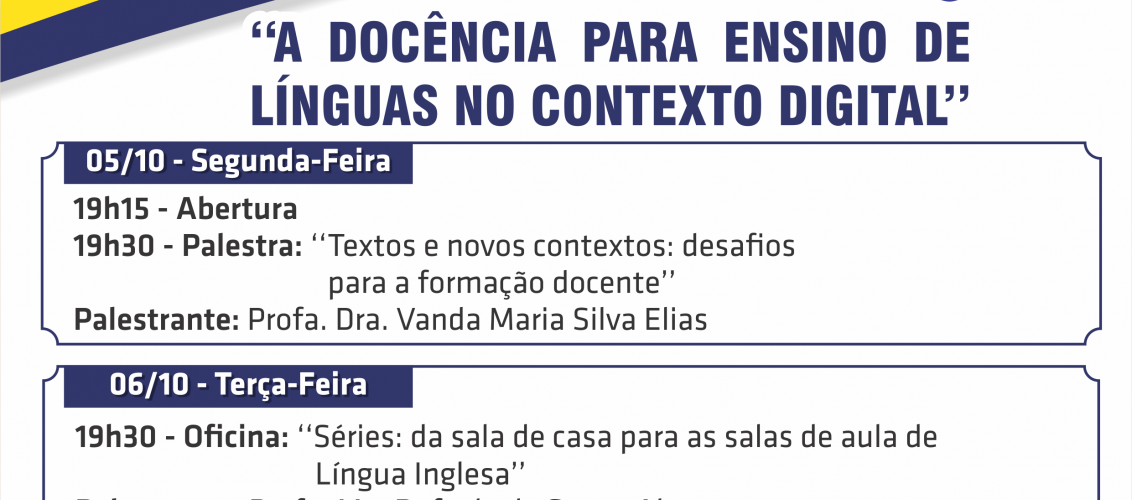 ‘‘A DOCÊNCIA PARA ENSINO DE
LÍNGUAS NO CONTEXTO DIGITAL’’
05/10 - Segunda-Feira
19h15 - Abertura
19h30 - Palestra: ‘‘Textos e novos contextos: desafios
para a formação docente’’
Palestrante: Profa. Dra. Vanda Maria Silva Elias
06/10 - Terça-Feira
19h30 - Oficina: ‘‘Séries: da sala de casa para as salas de aula de
Língua Inglesa’’